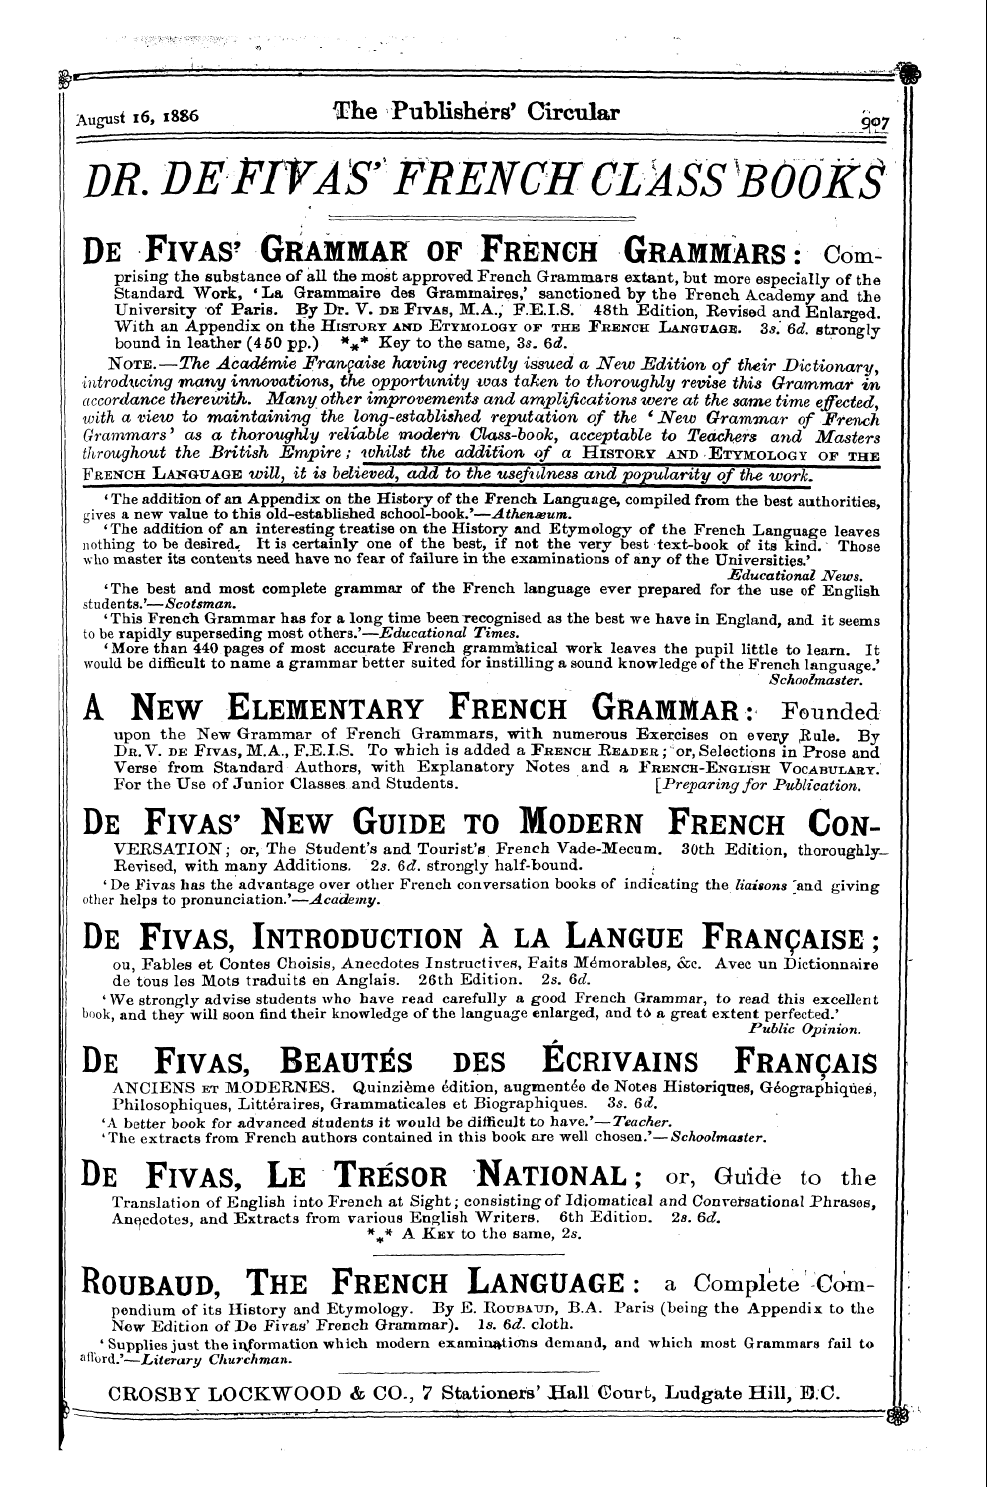 August 16, 1886 The Publishers' Circular 907
DR. DE FIVAS' FRENCH CLASS BOOKS
DE FIVAS' GRAMMAR OF FRENCH GRAMMARS: Com-
prising the substance of all the most approved French Grammars extant, but more especially of the
Standard Work, ‘La Grammaire des Grammaires,’ sanctioned by the French Academy and the
University of Paris. By Dr. V. DE FIVAS, M.A., F.E.I.S. 48th Edition, Revised and Enlarged.
With an Appendix on the HISTORY AND ETYMOLOGY OF THE FRENCH LANGUAGE. 3s. 6d. strongly
bound in leather (450 pp.) *⁎* Key to the same, 3s. 6d.
NOTE.—The Académie Française having recently issued a New Edition of their Dictionary,
introducing many innovations, the opportunity was taken to thoroughly revise this Grammar in
accordance therewith. Many other improvements and amplifications were at the same time effected,
with a view to maintaining the long-established reputation of the ‘New Grammar of French
Grammars’ as a thoroughly reliable modern Class-book, acceptable to Teachers and Masters
throughout the British Empire; whilst the addition of a HISTORY AND ETYMOLOGY OF THE
FRENCH LANGUAGE will, it is believed, add to the usefulness and popularity of the work.
‘The addition of an Appendix on the History of the French Language, compiled from the best authorities,
gives a new value to this old-established school-book.’—Athenæum.
‘The addition of an interesting treatise on the History and Etymology of the French Language leaves
nothing to be desired. It is certainly one of the best, if not the very best text-book of its kind. Those
who master its contents need have no fear of failure in the examinations of any of the Universities.’
Educational News.
‘The best and most complete grammar of the French language ever prepared for the use of English
students.’—Scotsman.
‘This French Grammar has for a long time been recognised as the best we have in England, and it seems
to be rapidly superseding most others.’—Educational Times.
‘More than 440 pages of most accurate French grammatical work leaves the pupil little to learn. It
would be difficult to name a grammar better suited for instilling a sound knowledge of the French language.’
Schoolmaster.
A NEW ELEMENTARY FRENCH GRAMMAR: Founded
upon the New Grammar of French Grammars, with numerous Exercises on every Rule. By
DR. V. DE FIVAS, M.A., F.E.I.S. To which is added a FRENCH READER; or, Selections in Prose and
Verse from Standard Authors, with Explanatory Notes and a FRENCH-ENGLISH VOCABULARY.
For the Use of Junior Classes and Students. [Preparing for Publication.
DE FIVAS' NEW GUIDE TO MODERN FRENCH CON-
VERSATION; or, The Student's and Tourist's French Vade-Mecum. 30th Edition, thoroughly
Revised, with many Additions. 2s. 6d. strongly half-bound.
‘De Fivas has the advantage over other French conversation books of indicating the liaisons and giving
other helps to pronunciation.’—Academy.
DE FIVAS, INTRODUCTION À LA LANGUE FRANÇAISE;
ou, Fables et Contes Choisis, Anecdotes Instructives, Faits Mémorables, &c. Avec un Dictionnaire
de tous les Mots traduits en Anglais. 26th Edition. 2s. 6d.
‘We strongly advise students who have read carefully a good French Grammar, to read this excellent
book, and they will soon find their knowledge of the language enlarged, and to a great extent perfected.’
Public Opinion.
DE FIVAS, BEAUTÉS DES ÉCRIVAINS FRANÇAIS
ANCIENS ET MODERNES. Quinzième édition, augmentée de Notes Historiques, Géographiques,
Philosophiques, Littéraires, Grammaticales et Biographiques. 3s. 6d.
‘A better book for advanced students it would be difficult to have.’—Teacher.
‘The extracts from French authors contained in this book are well chosen.’—Schoolmaster.
DE FIVAS, LE TRÉSOR NATIONAL; or, Guide to the
Translation of English into French at Sight; consisting of Idiomatical and Conversational Phrases,
Anecdotes, and Extracts from various English Writers. 6th Edition. 2s. 6d.
*⁎* A KEY to the same, 2s.
ROUBAUD, THE FRENCH LANGUAGE: a Complete Com-
pendium of its History and Etymology. By E. ROUBAUD, B.A. Paris (being the Appendix to the
New Edition of De Fivas' French Grammar). 1s. 6d. cloth.
‘Supplies just the information which modern examinations demand, and which most Grammars fail to
afford.’—Literary Churchman.
CROSBY LOCKWOOD & CO., 7 Stationers' Hall Court, Ludgate Hill, E.C.